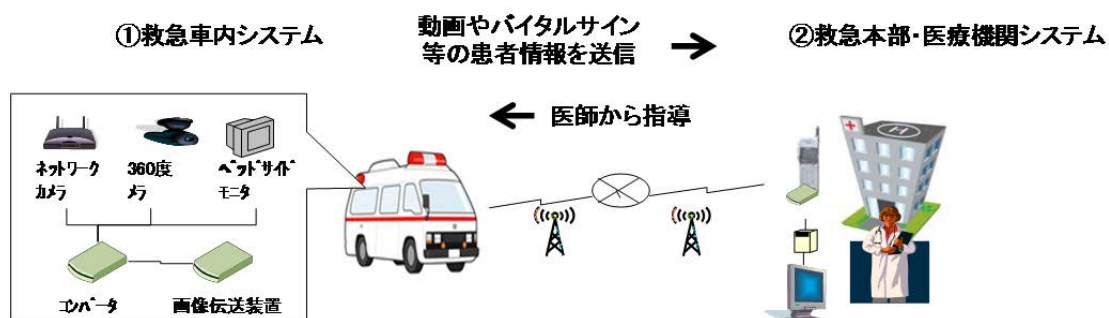 ①救急車内システム
動画やバイタルサイン
等の患者情報を送信
②救急本部・医療機関システム
医師から指導
ネットワーク
カメラ
360度
メラ
ベッドサイド
モニタ
コンバータ
画像伝送装置
H